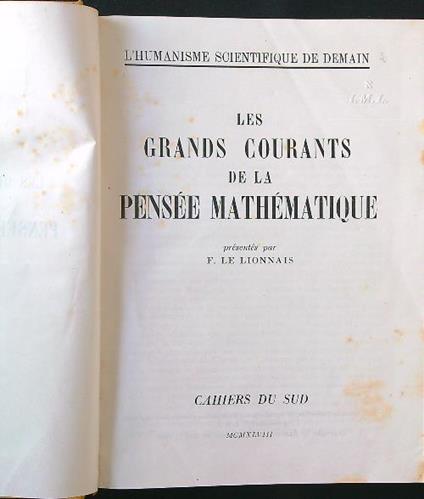 L'HUMANISME SCIENTIFIQUE DE DEMAIN
LES
GRANDS COURANTS
DE LA
PENSÉE MATHÉMATIQUE
présentés par
F. LE LIONNAIS
CAHIERS DU SUD
MCMXLVIII